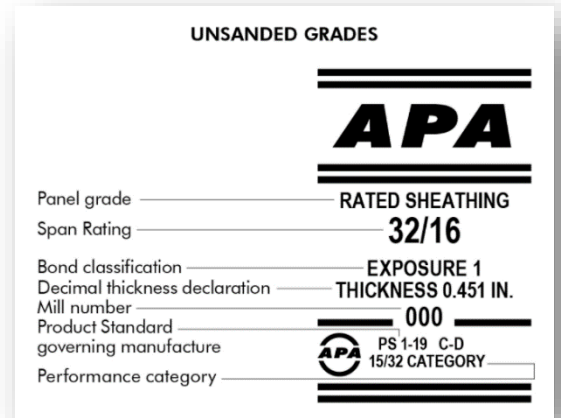 UNSANDED GRADES
APA
Panel grade RATED SHEATHING
Span Rating 32/16
Bond classification EXPOSURE 1
Decimal thickness declaration THICKNESS 0.451 IN.
Mill number 000
Product Standard
governing manufacture PS 1-19 C-D
APA 15/32 CATEGORY
Performance category